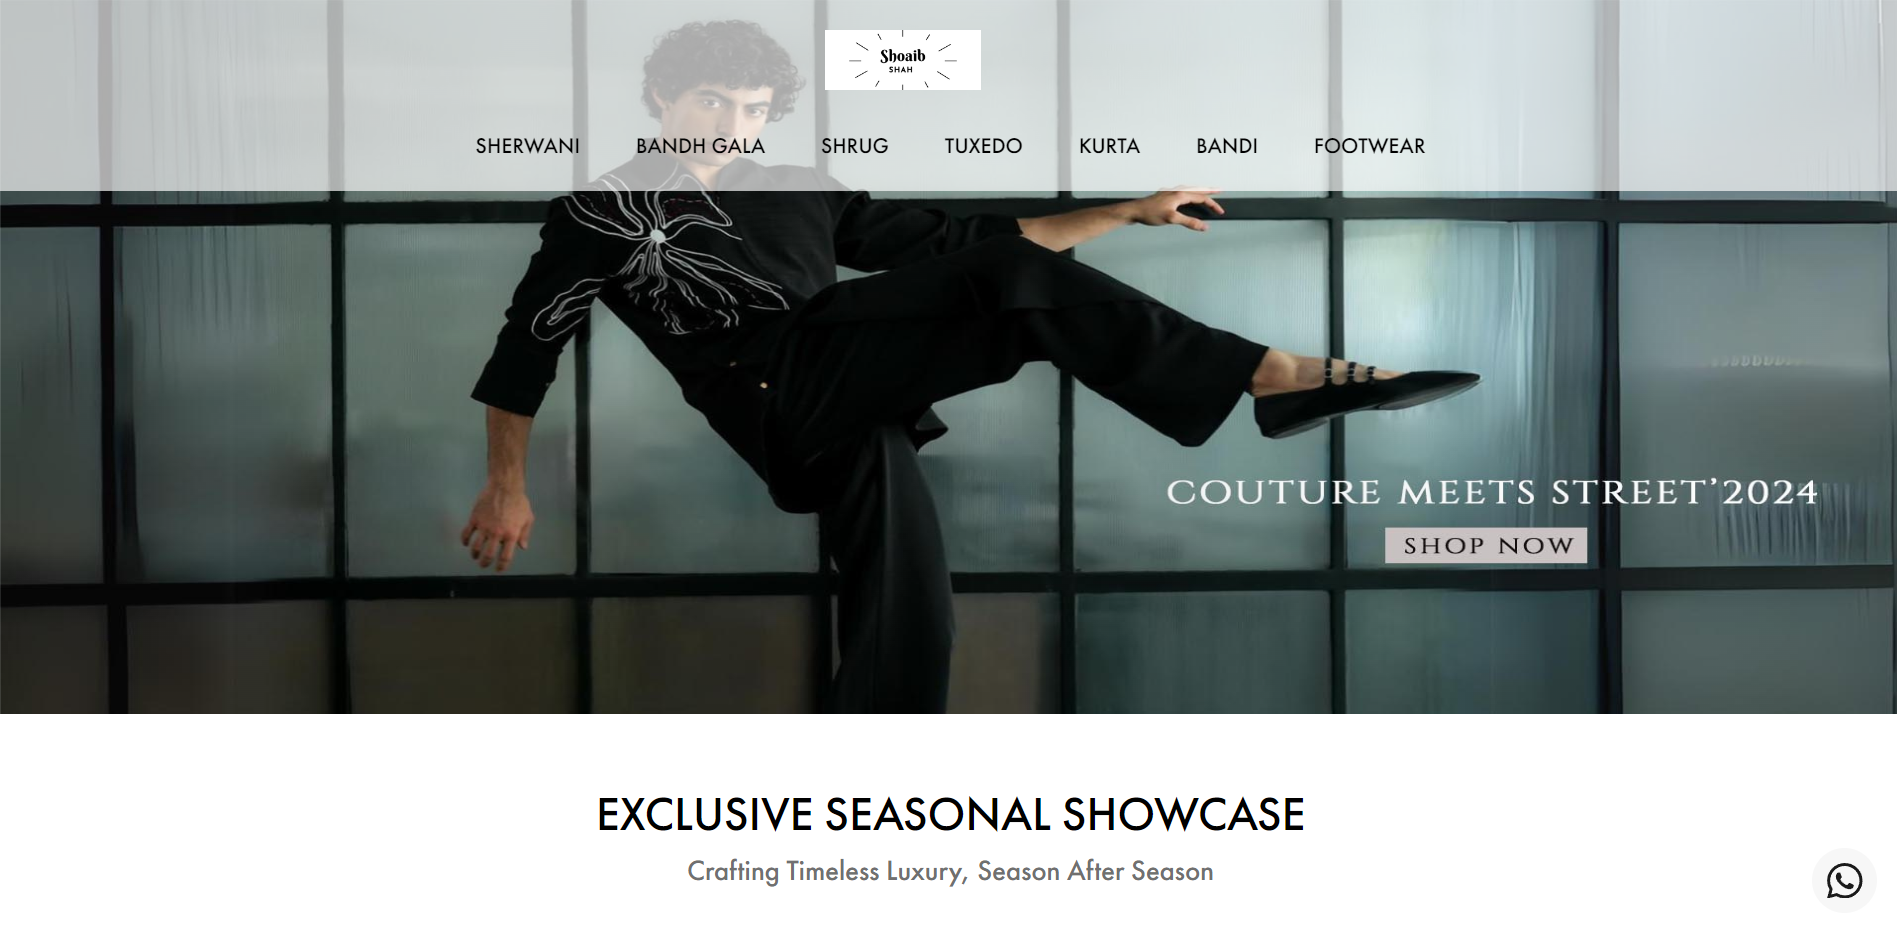 Shoaib
SHAH
SHERWANI BANDH GALA SHRUG TUXEDO KURTA BANDI FOOTWEAR
COUTURE MEETS STREET'2024
SHOP NOW
EXCLUSIVE SEASONAL SHOWCASE
Crafting Timeless Luxury, Season After Season